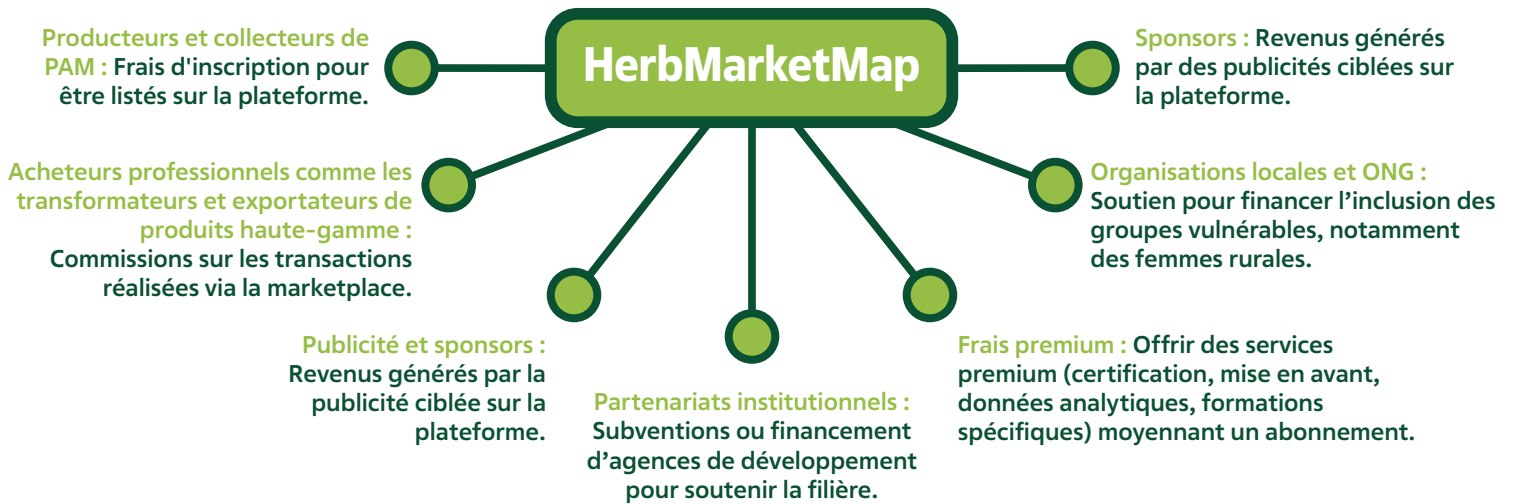 HerbMarketMap
Producteurs et collecteurs de
PAM : Frais d'inscription pour
être listés sur la plateforme.
Acheteurs professionnels comme les
transformateurs et exportateurs de
produits haute-gamme :
Commissions sur les transactions
réalisées via la marketplace.
Publicité et sponsors :
Revenus générés par la
publicité ciblée sur la
plateforme.
Partenariats institutionnels :
Subventions ou financement
d’agences de développement
pour soutenir la filière.
Frais premium : Offrir des services
premium (certification, mise en avant,
données analytiques, formations
spécifiques) moyennant un abonnement.
Organisations locales et ONG :
Soutien pour financer l’inclusion des
groupes vulnérables, notamment
des femmes rurales.
Sponsors : Revenus générés
par des publicités ciblées sur
la plateforme.